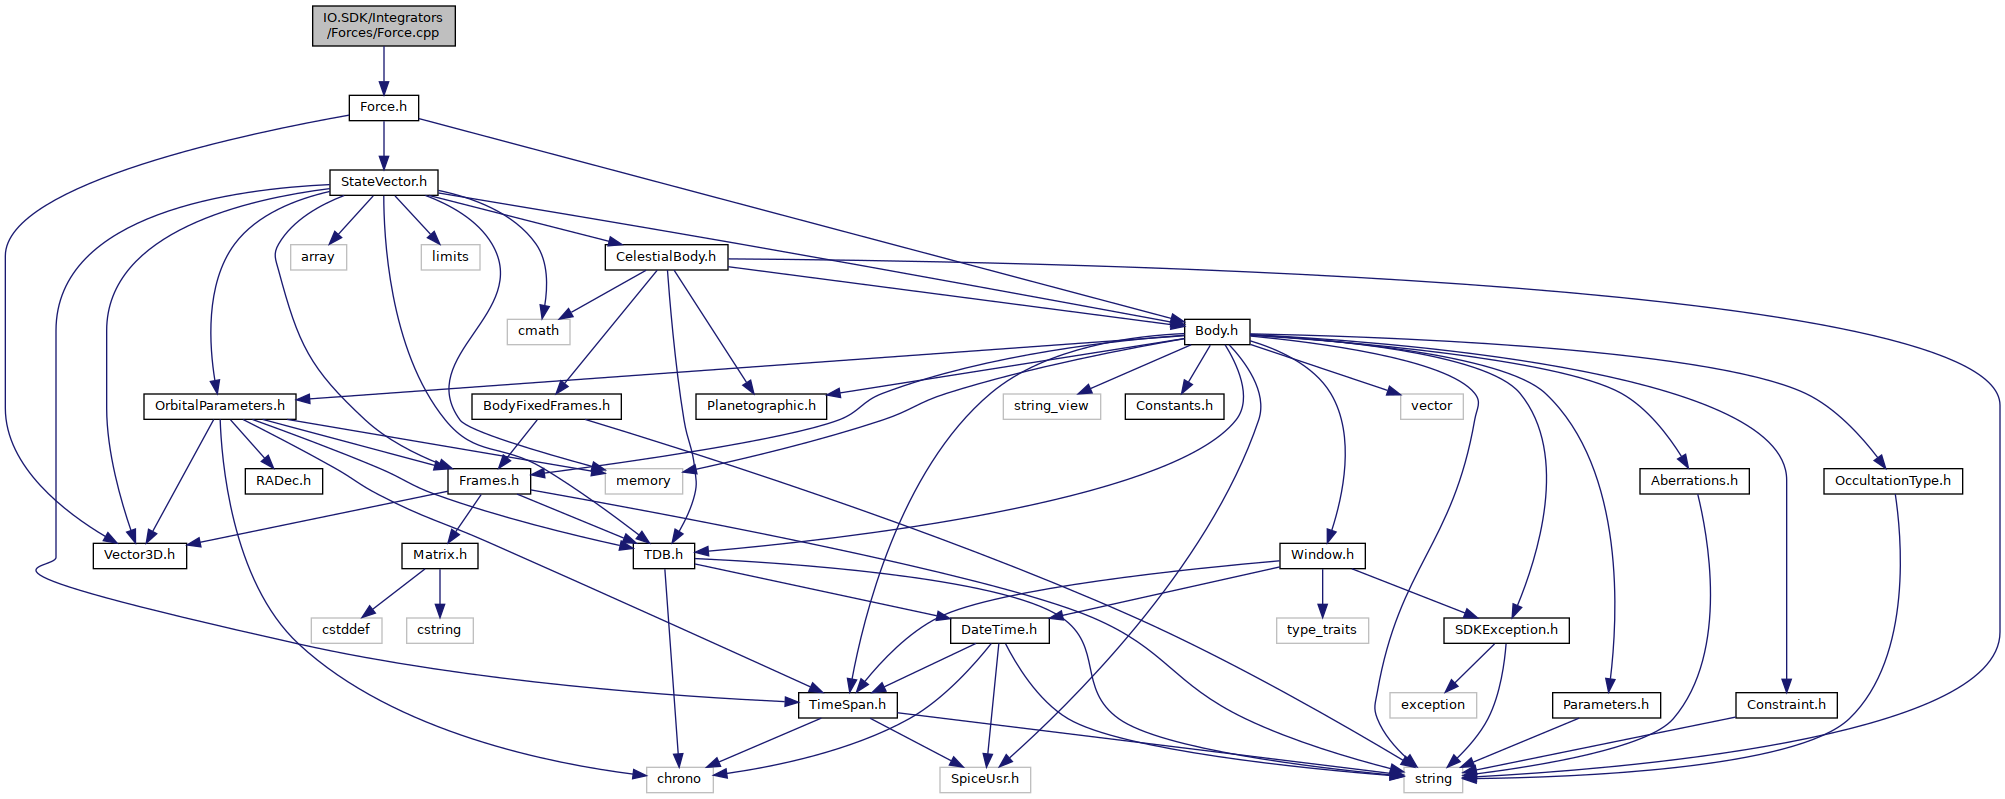 IO.SDK/Integrators
/Forces/Force.cpp
Force.h
StateVector.h
array
limits
CelestialBody.h
cmath
Body.h
OrbitalParameters.h
BodyFixedFrames.h
Planetographic.h
string_view
Constants.h
vector
RADec.h
Frames.h
memory
Aberrations.h
OccultationType.h
Vector3D.h
Matrix.h
TDB.h
Window.h
cstddef
cstring
DateTime.h
type_traits
SDKException.h
TimeSpan.h
exception
Parameters.h
Constraint.h
chrono
SpiceUsr.h
string